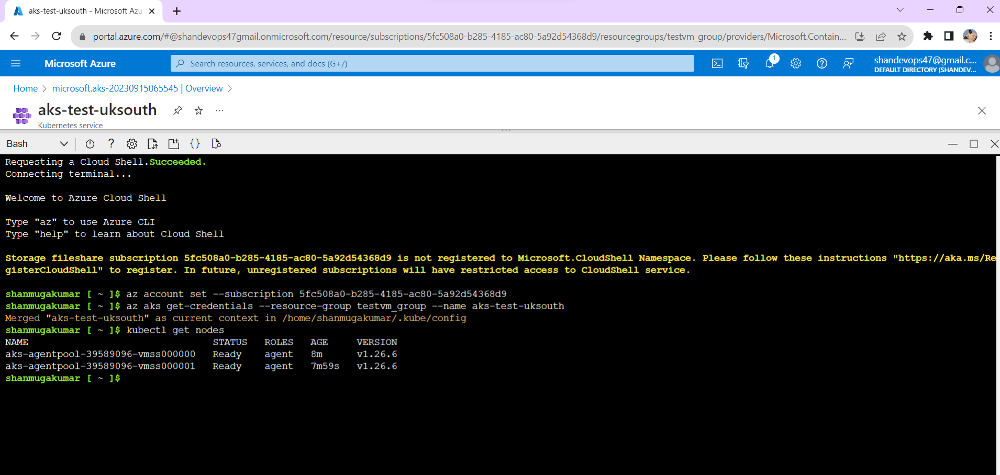 aks-test-uksouth - Microsoft Azu
portal.azure.com/#@shandevops47gmail.onmicrosoft.com/resource/subscriptions/5fc508a0-b285-4185-ac80-5a92d54368d9/resourcegroups/testvm_group/providers/Microsoft.Contain...
Microsoft Azure
Search resources, services, and docs (G+/)
1
shandevops47@gmail.c...
DEFAULT DIRECTORY (SHANDEV...
Home > microsoft.aks-20230915065545 | Overview >
aks-test-uksouth
Kubernetes service
Bash
Requesting a Cloud Shell.Succeeded.
Connecting terminal...
Welcome to Azure Cloud Shell
Type "az" to use Azure CLI
Type "help" to learn about Cloud Shell
Storage fileshare subscription 5fc508a0-b285-4185-ac80-5a92d54368d9 is not registered to Microsoft.CloudShell Namespace. Please follow these instructions "https://aka.ms/Re
gisterCloudShell" to register. In future, unregistered subscriptions will have restricted access to CloudShell service.
shanmugakumar [ ~ ]$ az account set --subscription 5fc508a0-b285-4185-ac80-5a92d54368d9
shanmugakumar [ ~ ]$ az aks get-credentials --resource-group testvm_group --name aks-test-uksouth
Merged "aks-test-uksouth" as current context in /home/shanmugakumar/.kube/config
shanmugakumar [ ~ ]$ kubectl get nodes
NAME STATUS ROLES AGE VERSION
aks-agentpool-39589096-vmss000000 Ready agent 8m v1.26.6
aks-agentpool-39589096-vmss000001 Ready agent 7m59s v1.26.6
shanmugakumar [ ~ ]$